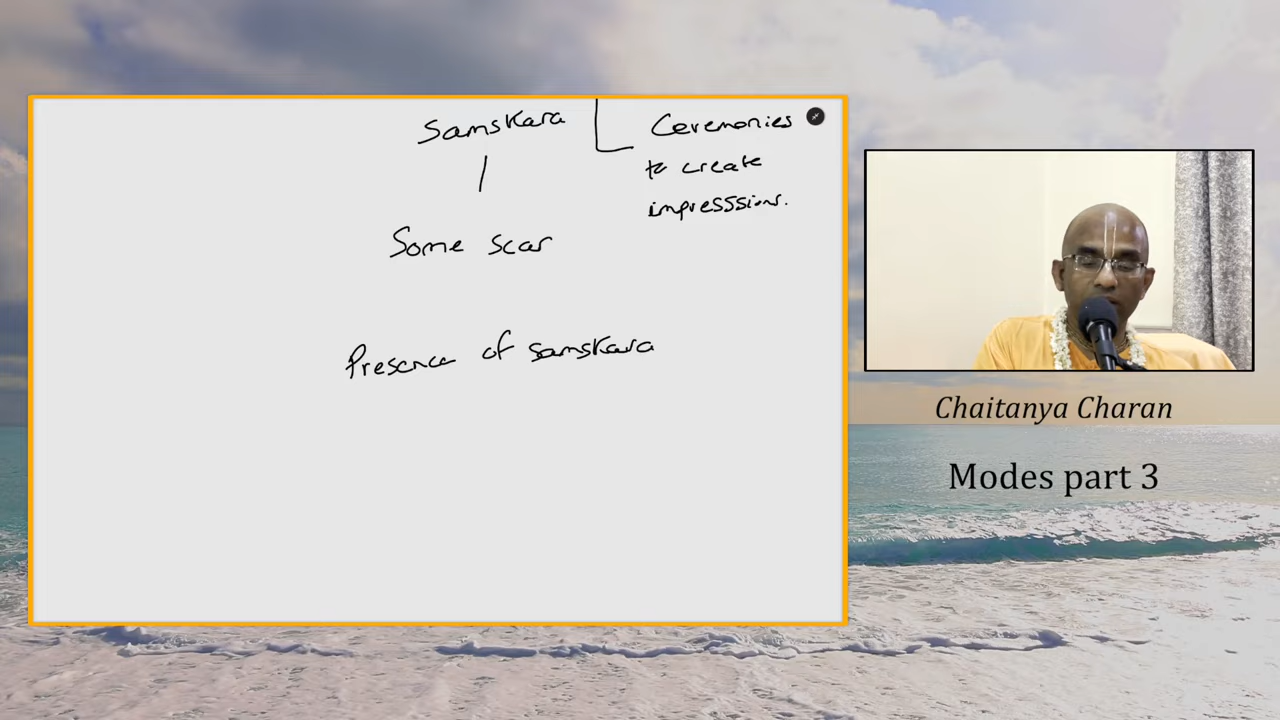 Samskara
Ceremonies
to create
impresssions.
Some scar
Presence of samskara
Chaitanya Charan
Modes part 3